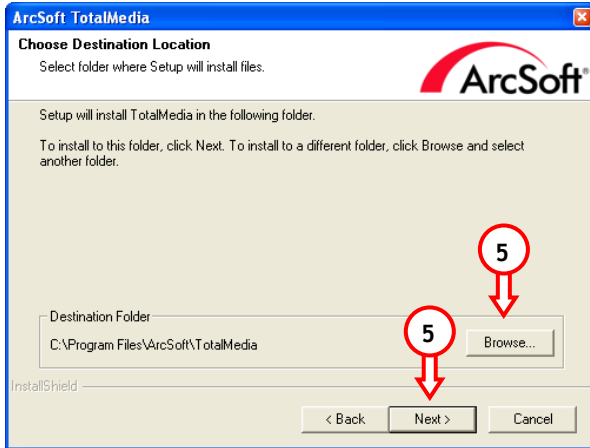 ArcSoft TotalMedia
Choose Destination Location
Select folder where Setup will install files.
ArcSoft®
Setup will install TotalMedia in the following folder.
To install to this folder, click Next. To install to a different folder, click Browse and select
another folder.
5
Destination Folder
5
C:\Program Files\ArcSoft\TotalMedia
Browse...
InstallShield
< Back
Next >
Cancel